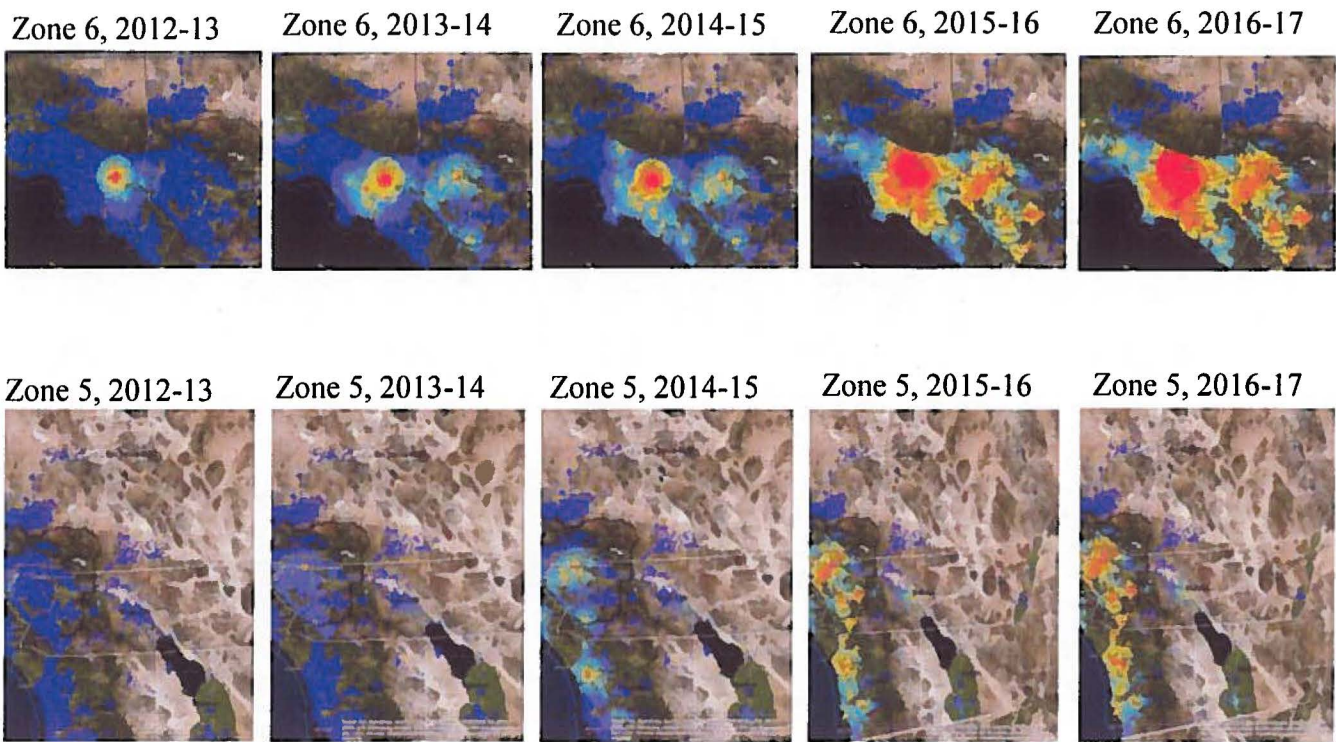 Zone 6, 2012-13
Zone 6, 2013-14
Zone 6, 2014-15
Zone 6, 2015-16
Zone 6, 2016-17
Zone 5, 2012-13
Zone 5, 2013-14
Zone 5, 2014-15
Zone 5, 2015-16
Zone 5, 2016-17